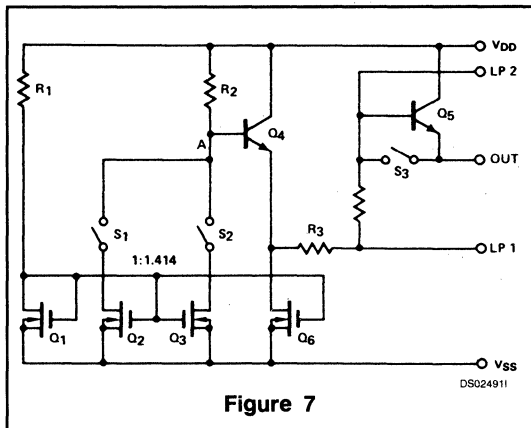 VDD
LP 2
R1
R2
Q4
Q5
A
OUT
S3
S1
S2
R3
LP 1
1:1.414
Q1
Q2
Q3
Q6
VSS
DS02491I
Figure 7